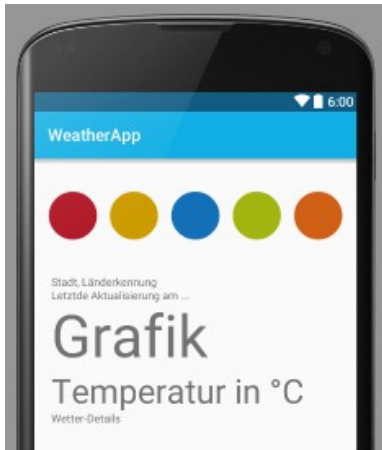 6:00
WeatherApp
Stadt, Länderkennung
Letztde Aktualisierung am ...
Grafik
Temperatur in °C
Wetter-Details